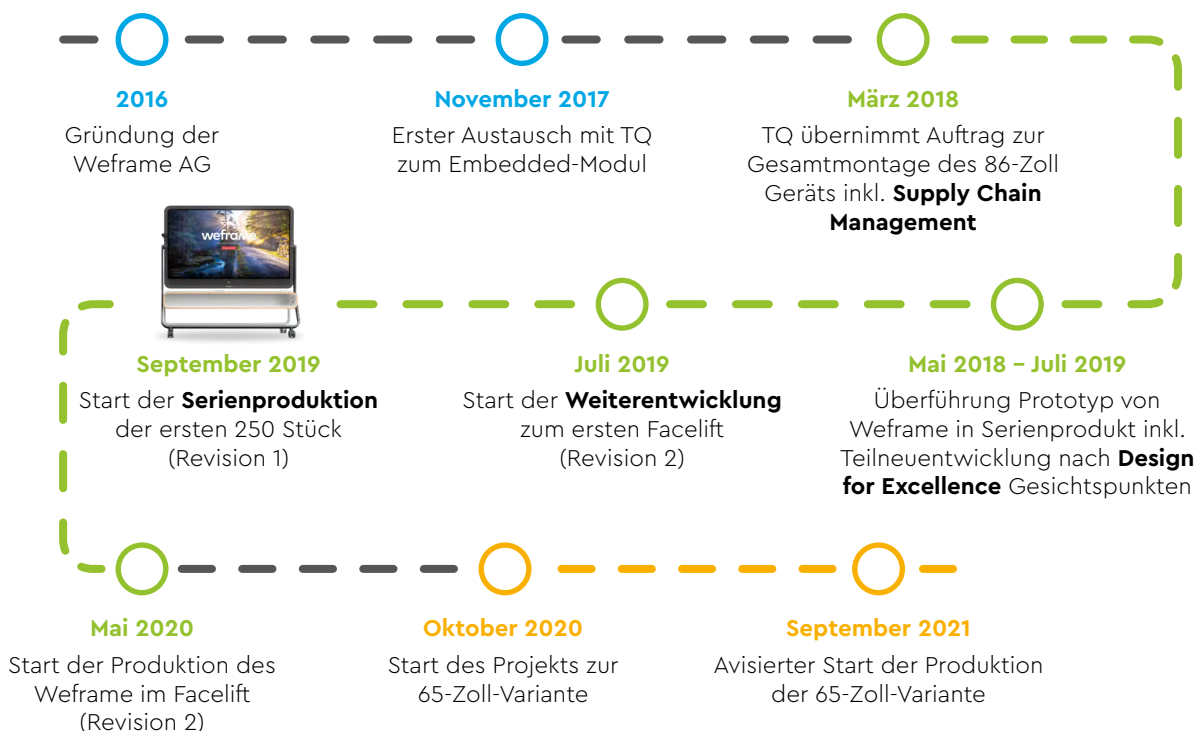 2016
Gründung der
Weframe AG
November 2017
Erster Austausch mit TQ
zum Embedded-Modul
März 2018
TQ übernimmt Auftrag zur
Gesamtmontage des 86-Zoll
Geräts inkl. Supply Chain
Management
weframe
Mai 2018 – Juli 2019
Überführung Prototyp von
Weframe in Serienprodukt inkl.
Teilneuentwicklung nach Design
for Excellence Gesichtspunkten
Juli 2019
Start der Weiterentwicklung
zum ersten Facelift
(Revision 2)
September 2019
Start der Serienproduktion
der ersten 250 Stück
(Revision 1)
Mai 2020
Start der Produktion des
Weframe im Facelift
(Revision 2)
Oktober 2020
Start des Projekts zur
65-Zoll-Variante
September 2021
Avisierter Start der Produktion
der 65-Zoll-Variante